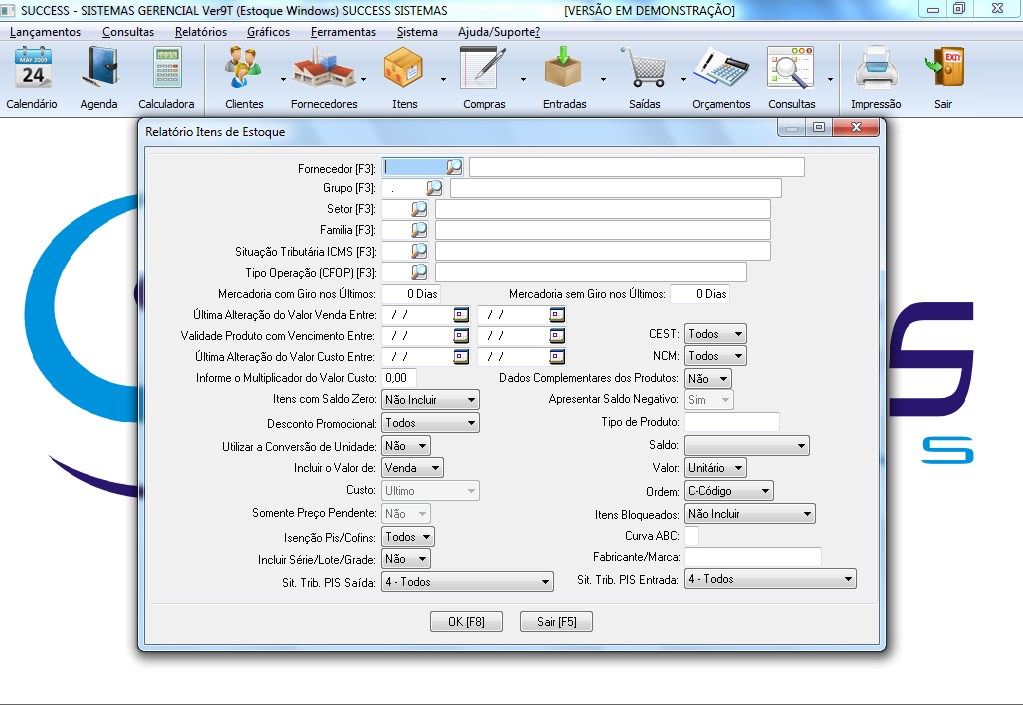 SUCCESS - SISTEMAS GERENCIAL Ver9T (Estoque Windows) SUCCESS SISTEMAS [VERSÃO EM DEMONSTRAÇÃO]
Lançamentos Consultas Relatórios Gráficos Ferramentas Sistema Ajuda/Suporte?
MAY 2009
24
EXIT
Calendário Agenda Calculadora Clientes Fornecedores Itens Compras Entradas Saídas Orçamentos Consultas Impressão Sair
Relatório Itens de Estoque
Fornecedor [F3]:
Grupo [F3]: .
Setor [F3]:
Familia [F3]:
Situação Tributária ICMS [F3]:
Tipo Operação (CFOP) [F3]:
Mercadoria com Giro nos Últimos: 0 Dias Mercadoria sem Giro nos Últimos: 0 Dias
Última Alteração do Valor Venda Entre: / / / /
Validade Produto com Vencimento Entre: / / / / CEST: Todos
Última Alteração do Valor Custo Entre: / / / / NCM: Todos
Informe o Multiplicador do Valor Custo: 0,00 Dados Complementares dos Produtos: Não
Itens com Saldo Zero: Não Incluir Apresentar Saldo Negativo: Sim
Desconto Promocional: Todos Tipo de Produto:
Utilizar a Conversão de Unidade: Não Saldo:
Incluir o Valor de: Venda Valor: Unitário
Custo: Ultimo Ordem: C-Código
Somente Preço Pendente: Não Itens Bloqueados: Não Incluir
Isenção Pis/Cofins: Todos Curva ABC:
Incluir Série/Lote/Grade: Não Fabricante/Marca:
Sit. Trib. PIS Saída: 4 - Todos Sit. Trib. PIS Entrada: 4 - Todos
OK [F8] Sair [F5]
S
S